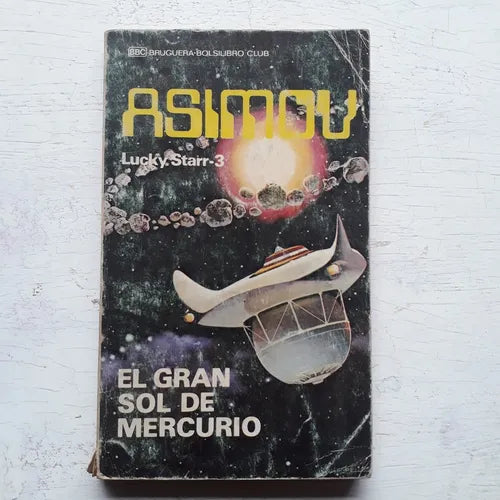 BBC BRUGUERA-BOLSILIBRO CLUB
ASIMOV
Lucky Starr-3
EL GRAN
SOL DE
MERCURIO